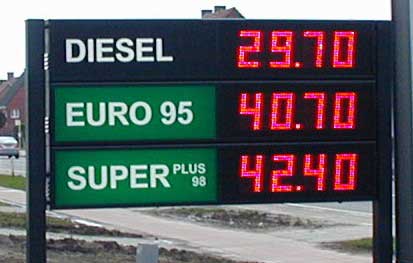 DIESEL 29.70
EURO 95 40.70
SUPER PLUS 98 42.40